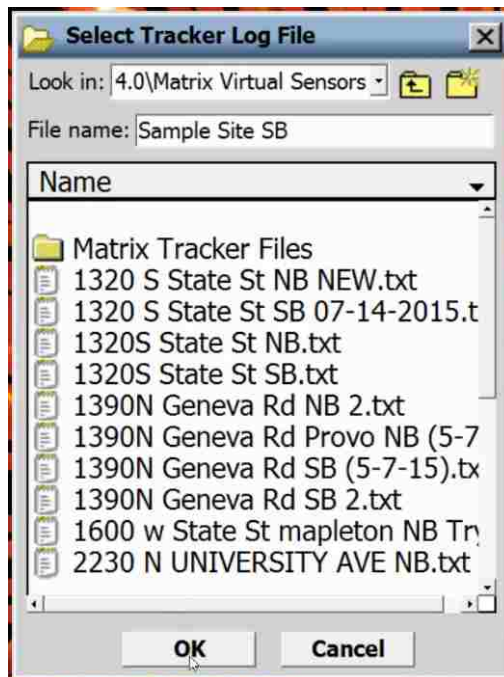 Select Tracker Log File
Look in: 4.0\Matrix Virtual Sensors
File name: Sample Site SB
Name
Matrix Tracker Files
1320 S State St NB NEW.txt
1320 S State St SB 07-14-2015.t
1320S State St NB.txt
1320S State St SB.txt
1390N Geneva Rd NB 2.txt
1390N Geneva Rd Provo NB (5-7
1390N Geneva Rd SB (5-7-15).tx
1390N Geneva Rd SB 2.txt
1600 w State St mapleton NB Try
2230 N UNIVERSITY AVE NB.txt
OK Cancel